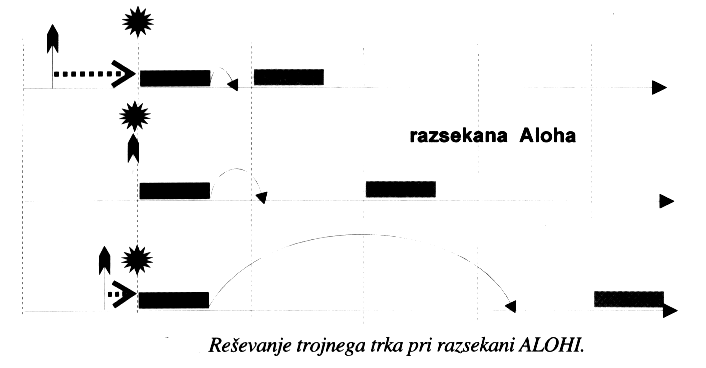 razsekana Aloha
Reševanje trojnega trka pri razsekani ALOHI.